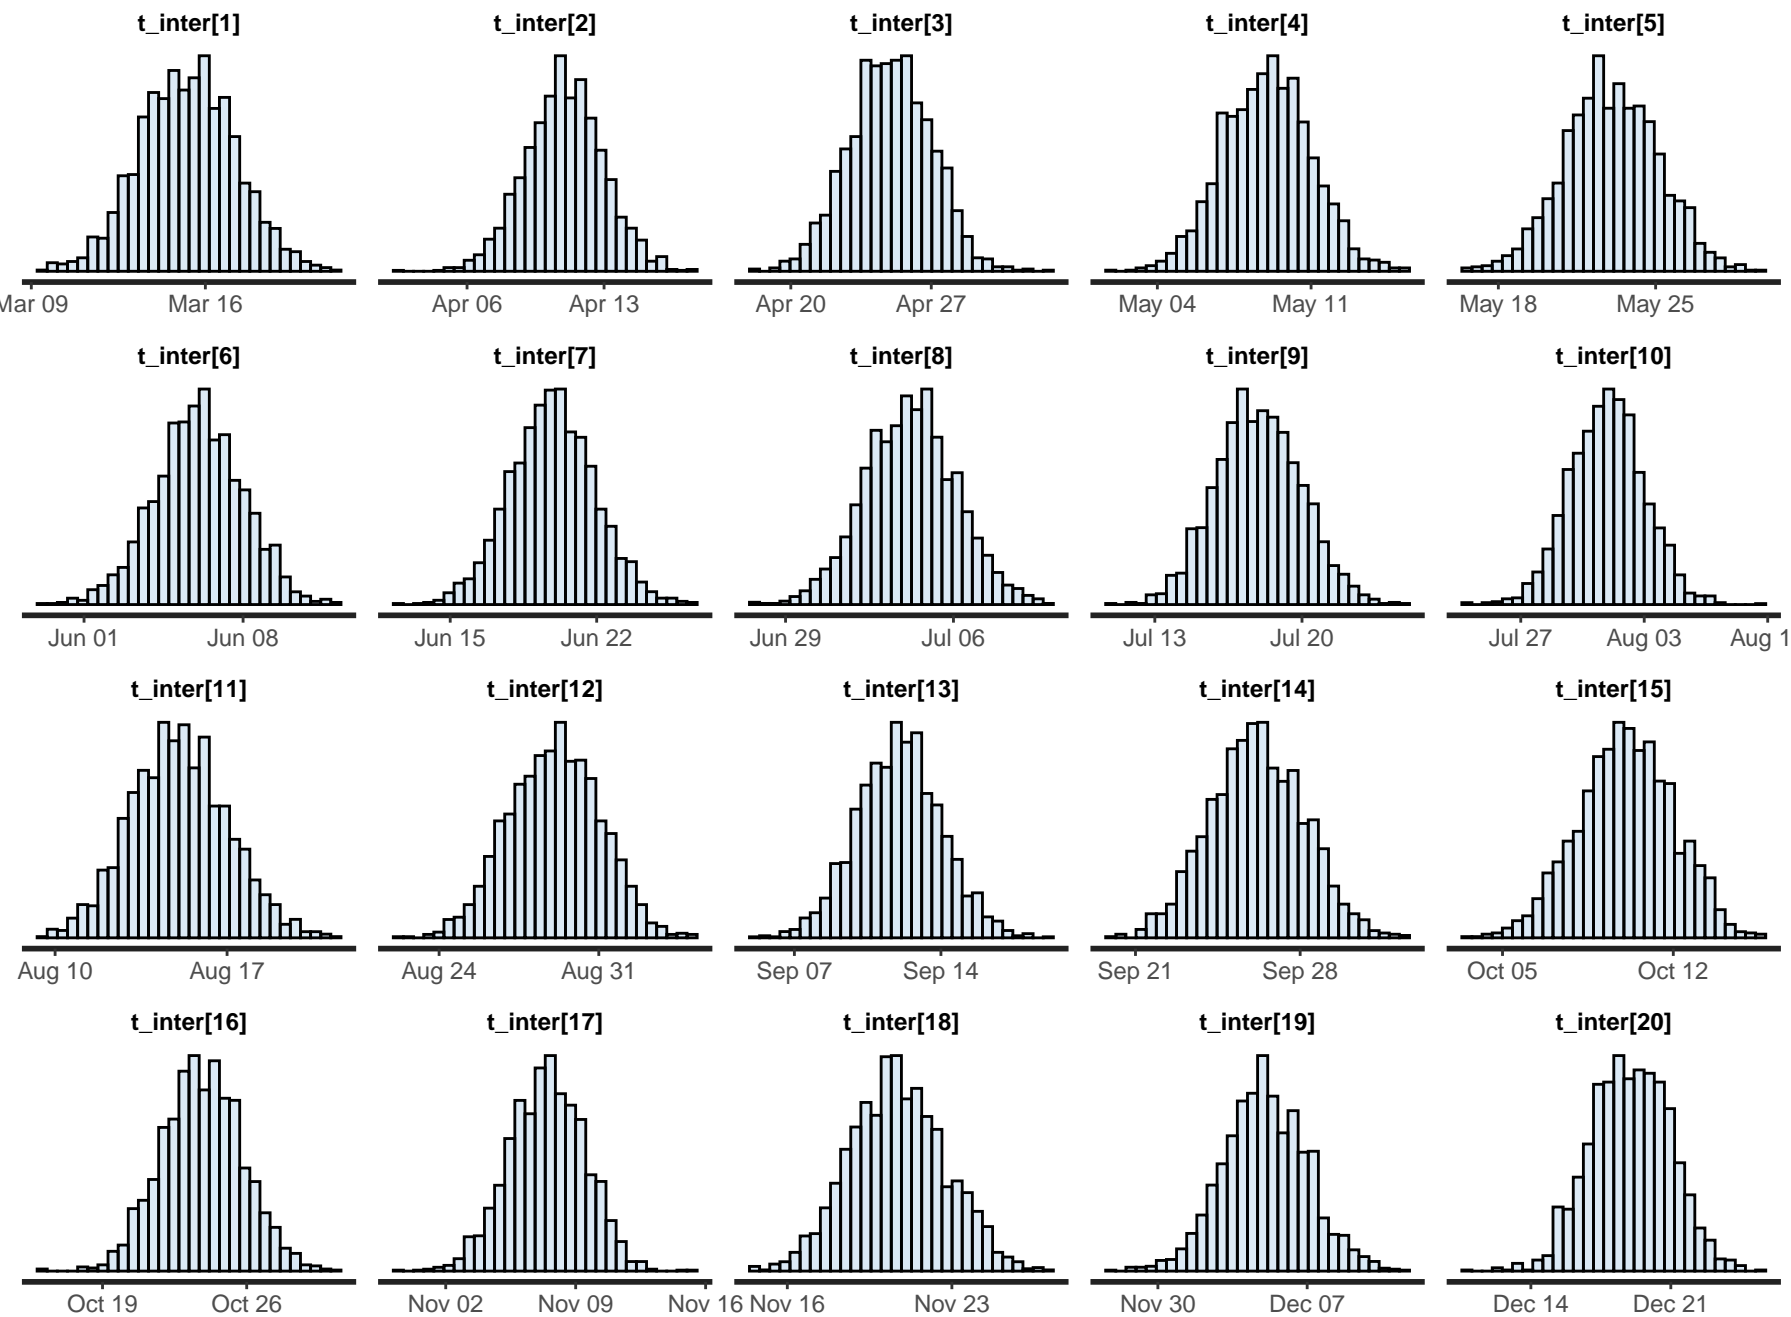 t_inter[1] t_inter[2] t_inter[3] t_inter[4] t_inter[5]
Mar 09 Mar 16 Apr 06 Apr 13 Apr 20 Apr 27 May 04 May 11 May 18 May 25
t_inter[6] t_inter[7] t_inter[8] t_inter[9] t_inter[10]
Jun 01 Jun 08 Jun 15 Jun 22 Jun 29 Jul 06 Jul 13 Jul 20 Jul 27 Aug 03 Aug 1
t_inter[11] t_inter[12] t_inter[13] t_inter[14] t_inter[15]
Aug 10 Aug 17 Aug 24 Aug 31 Sep 07 Sep 14 Sep 21 Sep 28 Oct 05 Oct 12
t_inter[16] t_inter[17] t_inter[18] t_inter[19] t_inter[20]
Oct 19 Oct 26 Nov 02 Nov 09 Nov 16 Nov 16 Nov 23 Nov 30 Dec 07 Dec 14 Dec 21